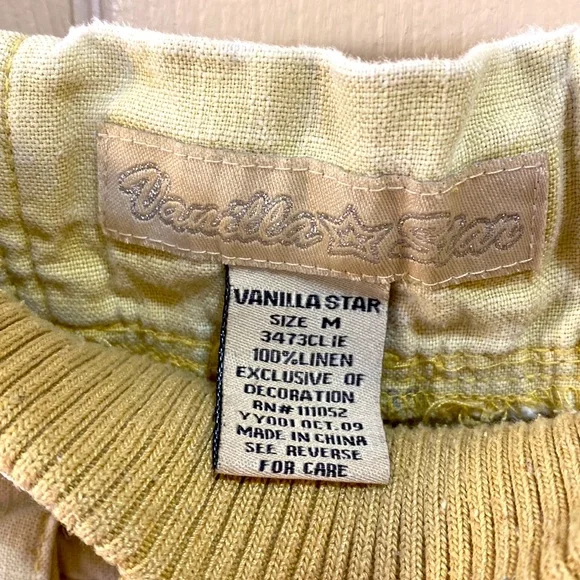 Vanilla Star
VANILLA STAR
SIZE M
3473CLIE
100%LINEN
EXCLUSIVE OF
DECORATION
RN# 111052
YY001 OCT. 09
MADE IN CHINA
SEE REVERSE
FOR CARE